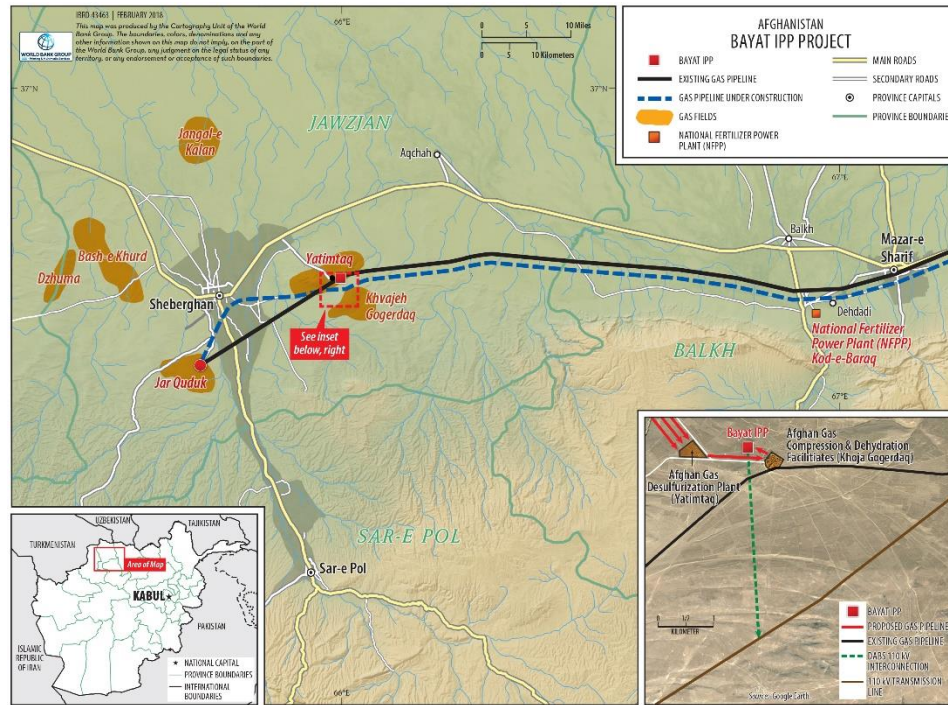 IBRD 43461 | FEBRUARY 2018
This map was produced by the Cartography Unit of the World
Bank Group. The boundaries, colors, denominations and any
other information shown on this map do not imply, on the part of
the World Bank Group, any judgment on the legal status of any
territory, or any endorsement or acceptance of such boundaries.
WORLD BANK GROUP
66°E
0 5 10 Miles
0 5 10 Kilometers
AFGHANISTAN
BAYAT IPP PROJECT
BAYAT IPP
EXISTING GAS PIPELINE
GAS PIPELINE UNDER CONSTRUCTION
GAS FIELDS
NATIONAL FERTILIZER POWER
PLANT (NFPP)
MAIN ROADS
SECONDARY ROADS
PROVINCE CAPITALS
PROVINCE BOUNDARIES
37°N
37°N
JAWZJAN
Jangal-e
Kalan
Aqchah
67°E
Balkh
Mazar-e
Sharif
Bash-e Khurd
Dzhuma
Yatimtaq
Sheberghan
Khvajeh
Gogerdaq
Dehdadi
See inset
below, right
National Fertilizer
Power Plant (NFPP)
Kod-e-Baraq
BALKH
Jar Quduk
67°E
SAR-E POL
Sar-e Pol
66°E
UZBEKISTAN
TAJIKISTAN
TURKMENISTAN
Area of Map
KABUL
PAKISTAN
ISLAMIC
REPUBLIC
OF IRAN
NATIONAL CAPITAL
PROVINCE BOUNDARIES
INTERNATIONAL
BOUNDARIES
Bayat IPP
Afghan Gas
Compression & Dehydration
Facilitiates (Khoja Gogerdaq)
Afghan Gas
Desulfurization Plant
(Yatimtaq)
KILOMETER
BAYAT IPP
PROPOSED GAS PIPELINE
EXISTING GAS PIPELINE
DABS 110 kV
INTERCONNECTION
110 kV TRANSMISSION
LINE
Source: Google Earth